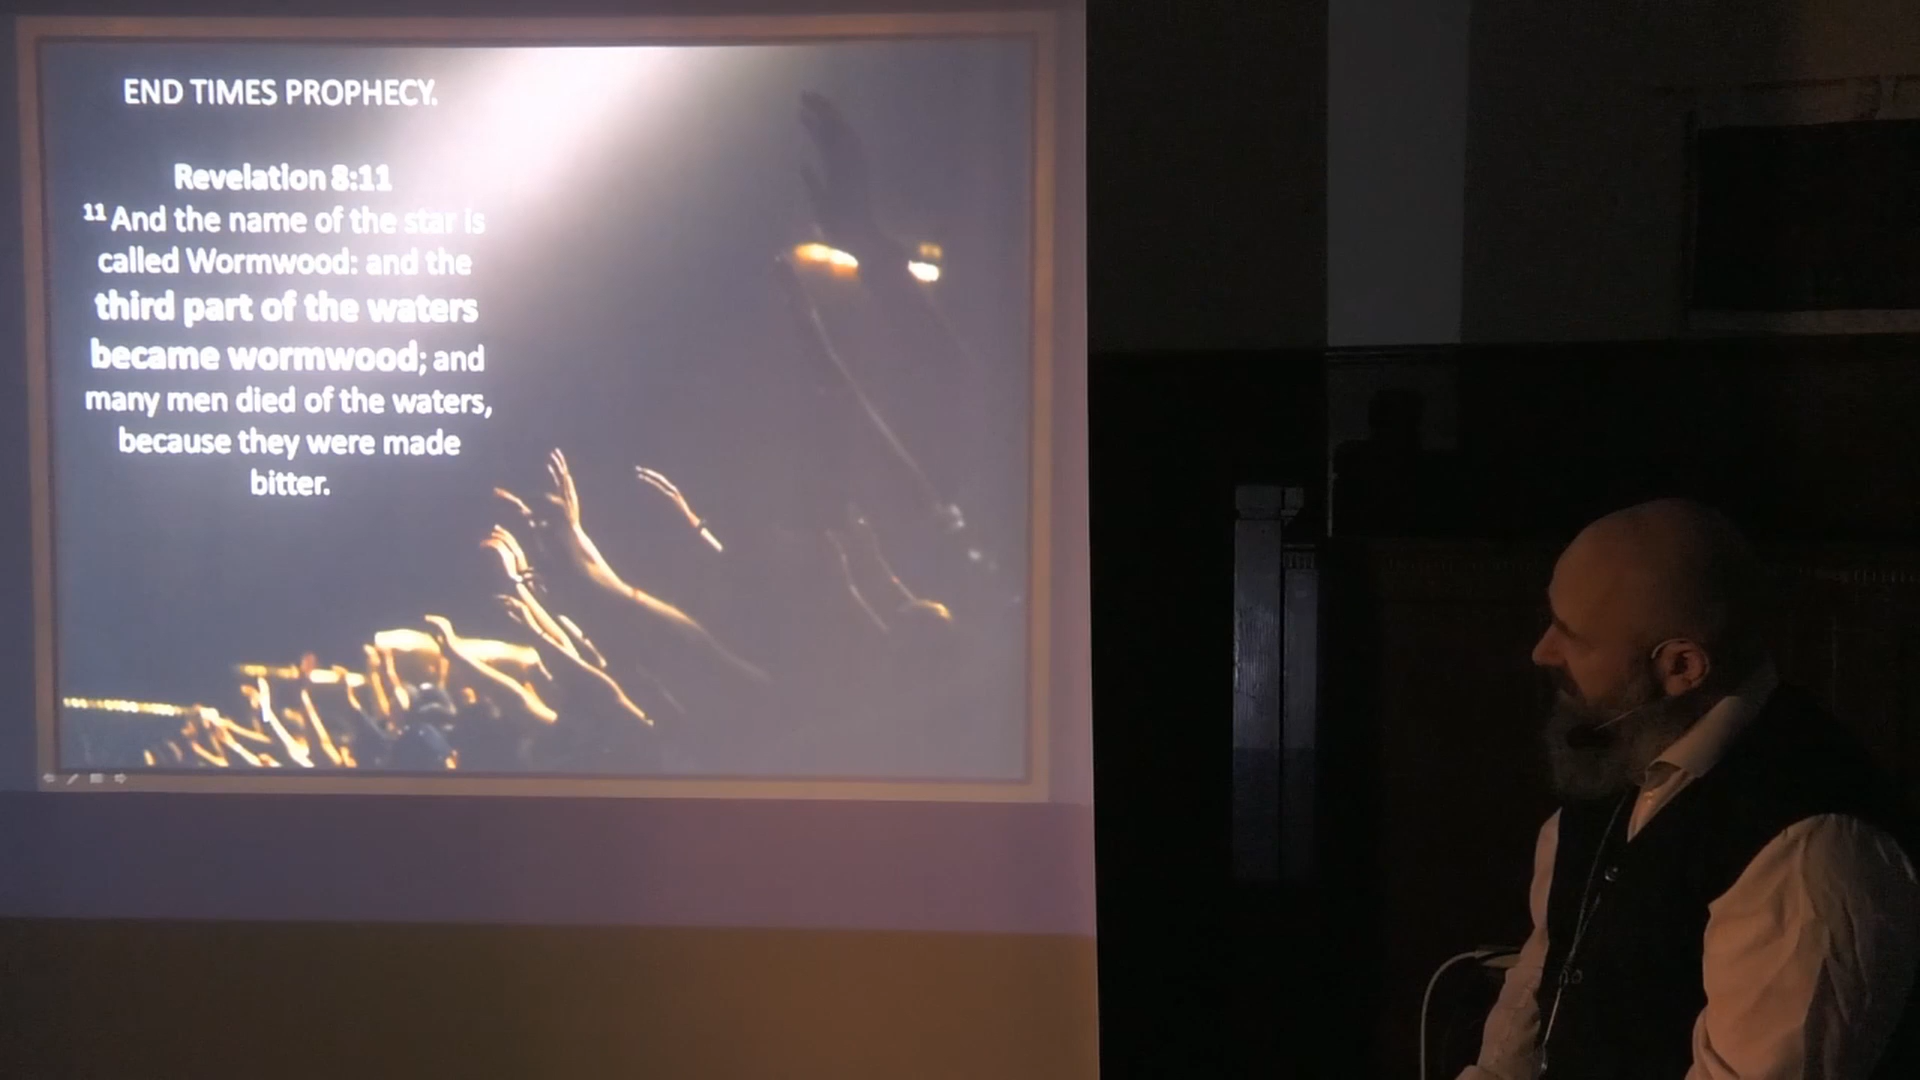 END TIMES PROPHECY.
Revelation 8:11
11 And the name of the star is
called Wormwood: and the
third part of the waters
became wormwood; and
many men died of the waters,
because they were made
bitter.